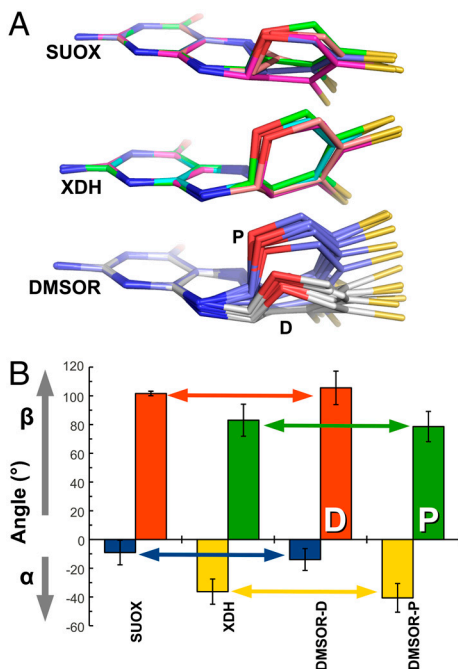 A
SUOX
XDH
P
DMSOR
D
B
120
100
80
60
40
20
0
-20
-40
-60
β
Angle (°)
α
D
P
SUOX
XDH
DMSOR-D
DMSOR-P